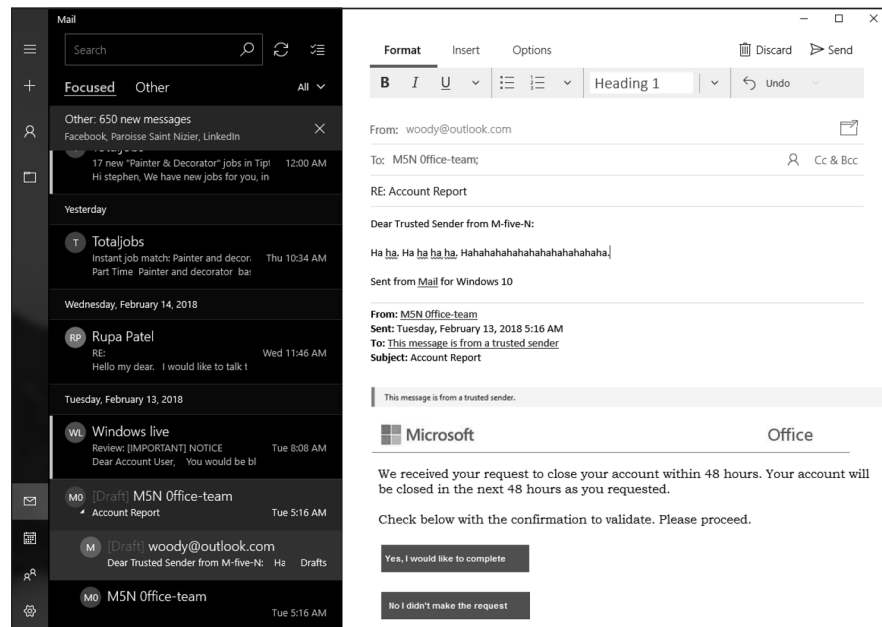 Mail
Search
Focused Other All
Other: 650 new messages
Facebook, Paroisse Saint Nizier, LinkedIn
17 new "Painter & Decorator" jobs in Tipt 12:00 AM
Hi stephen, We have new jobs for you, in
Yesterday
T Totaljobs
Instant job match: Painter and decor. Thu 10:34 AM
Part Time Painter and decorator bas
Wednesday, February 14, 2018
RP Rupa Patel
RE: Wed 11:46 AM
Hello my dear. I would like to talk t
Tuesday, February 13, 2018
WL Windows live
Review: [IMPORTANT] NOTICE Tue 8:08 AM
Dear Account User, You would be bl
M0 [Draft] M5N 0ffice-team
Account Report Tue 5:16 AM
M [Draft] woody@outlook.com
Dear Trusted Sender from M-five-N: Ha Drafts
M0 M5N 0ffice-team
Tue 5:16 AM
Format Insert Options Discard Send
B I U Heading 1 Undo
From: woody@outlook.com
To: M5N 0ffice-team; Cc & Bcc
RE: Account Report
Dear Trusted Sender from M-five-N:
Ha ha. Ha ha ha ha. Hahahahahahahahahahahahaha.
Sent from Mail for Windows 10
From: M5N 0ffice-team
Sent: Tuesday, February 13, 2018 5:16 AM
To: This message is from a trusted sender
Subject: Account Report
This message is from a trusted sender.
Microsoft Office
We received your request to close your account within 48 hours. Your account will
be closed in the next 48 hours as you requested.
Check below with the confirmation to validate. Please proceed.
Yes, I would like to complete
No I didn't make the request